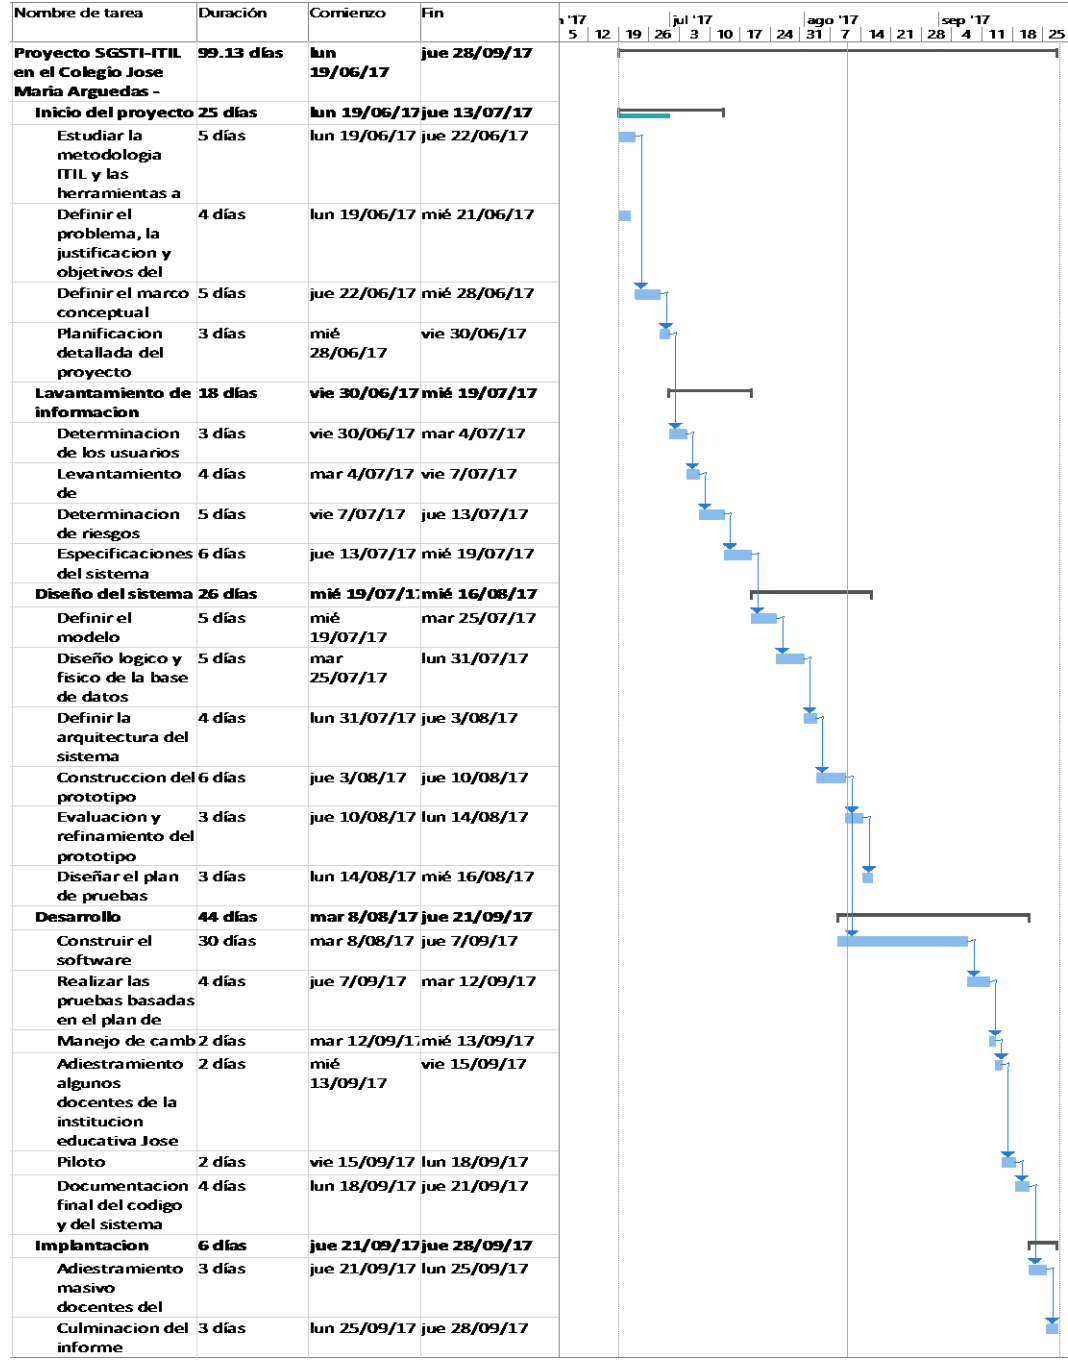 Nombre de tarea Duración Comienzo Fin
n '17 jul '17 ago '17 sep '17
5 12 19 26 3 10 17 24 31 7 14 21 28 4 11 18 25
Proyecto SGSTI-ITIL 99.13 días lun jue 28/09/17
en el Colegio Jose 19/06/17
Maria Arguedas -
Inicio del proyecto 25 días lun 19/06/17 jue 13/07/17
Estudiar la 5 días lun 19/06/17 jue 22/06/17
metodologia
ITIL y las
herramientas a
Definir el 4 días lun 19/06/17 mié 21/06/17
problema, la
justificacion y
objetivos del
Definir el marco 5 días jue 22/06/17 mié 28/06/17
conceptual
Planificacion 3 días mié vie 30/06/17
detallada del 28/06/17
proyecto
Lavantamiento de 18 días vie 30/06/17 mié 19/07/17
informacion
Determinacion 3 días vie 30/06/17 mar 4/07/17
de los usuarios
Levantamiento 4 días mar 4/07/17 vie 7/07/17
de
Determinacion 5 días vie 7/07/17 jue 13/07/17
de riesgos
Especificaciones 6 días jue 13/07/17 mié 19/07/17
del sistema
Diseño del sistema 26 días mié 19/07/1 mié 16/08/17
Definir el 5 días mié mar 25/07/17
modelo 19/07/17
Diseño logico y 5 días mar lun 31/07/17
fisico de la base 25/07/17
de datos
Definir la 4 días lun 31/07/17 jue 3/08/17
arquitectura del
sistema
Construccion del 6 días jue 3/08/17 jue 10/08/17
prototipo
Evaluacion y 3 días jue 10/08/17 lun 14/08/17
refinamiento del
prototipo
Diseñar el plan 3 días lun 14/08/17 mié 16/08/17
de pruebas
Desarrollo 44 días mar 8/08/17 jue 21/09/17
Construir el 30 días mar 8/08/17 jue 7/09/17
software
Realizar las 4 días jue 7/09/17 mar 12/09/17
pruebas basadas
en el plan de
Manejo de camb 2 días mar 12/09/1 mié 13/09/17
Adiestramiento 2 días mié vie 15/09/17
algunos 13/09/17
docentes de la
institucion
educativa Jose
Piloto 2 días vie 15/09/17 lun 18/09/17
Documentacion 4 días lun 18/09/17 jue 21/09/17
final del codigo
y del sistema
Implantacion 6 días jue 21/09/17 jue 28/09/17
Adiestramiento 3 días jue 21/09/17 lun 25/09/17
masivo
docentes del
Culminacion del 3 días lun 25/09/17 jue 28/09/17
informe